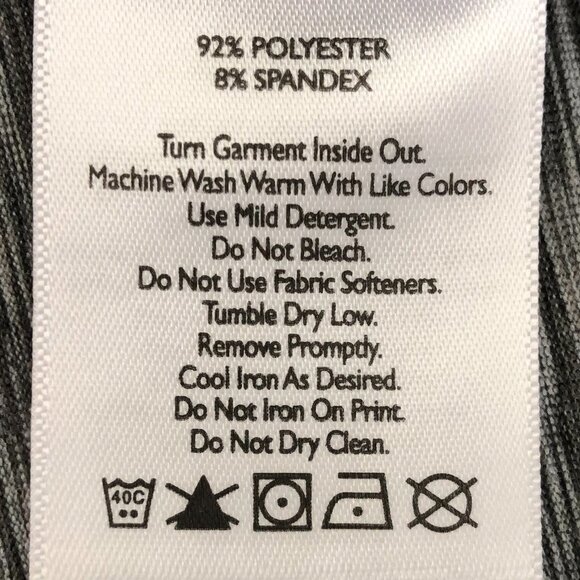 92% POLYESTER
8% SPANDEX
Turn Garment Inside Out.
Machine Wash Warm With Like Colors.
Use Mild Detergent.
Do Not Bleach.
Do Not Use Fabric Softeners.
Tumble Dry Low.
Remove Promptly.
Cool Iron As Desired.
Do Not Iron On Print.
Do Not Dry Clean.
40C